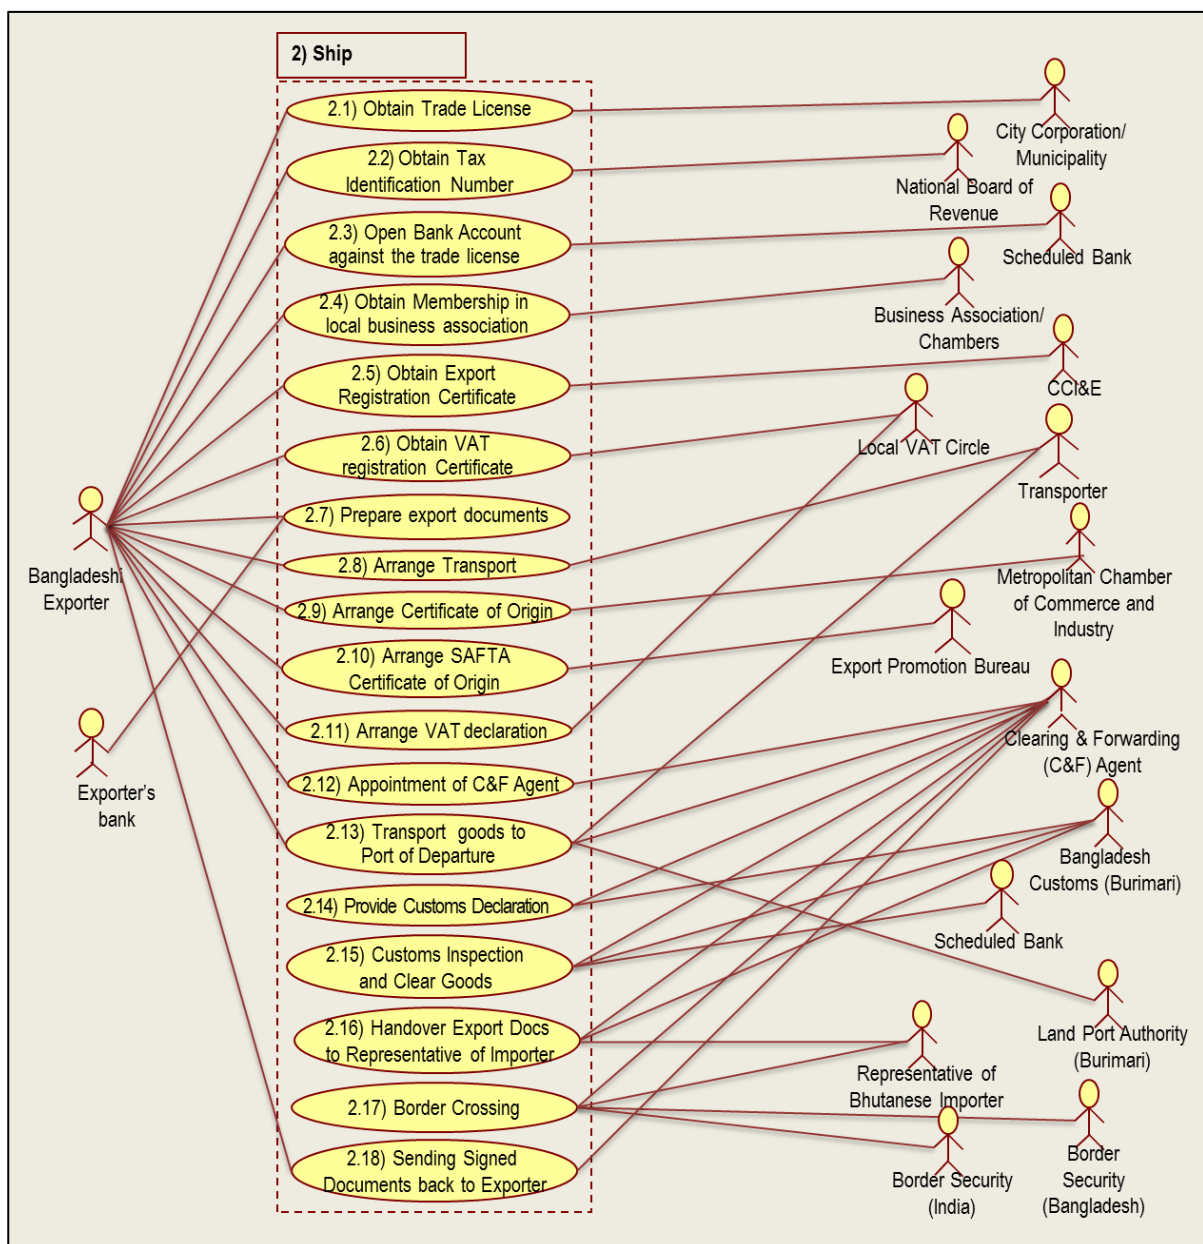 2) Ship
2.1) Obtain Trade License
2.2) Obtain Tax
Identification Number
2.3) Open Bank Account
against the trade license
2.4) Obtain Membership in
local business association
2.5) Obtain Export
Registration Certificate
2.6) Obtain VAT
registration Certificate
2.7) Prepare export documents
2.8) Arrange Transport
2.9) Arrange Certificate of Origin
2.10) Arrange SAFTA
Certificate of Origin
2.11) Arrange VAT declaration
2.12) Appointment of C&F Agent
2.13) Transport goods to
Port of Departure
2.14) Provide Customs Declaration
2.15) Customs Inspection
and Clear Goods
2.16) Handover Export Docs
to Representative of Importer
2.17) Border Crossing
2.18) Sending Signed
Documents back to Exporter
Bangladeshi
Exporter
Exporter's
bank
City Corporation/
Municipality
National Board of
Revenue
Scheduled Bank
Business Association/
Chambers
CCI&E
Local VAT Circle
Transporter
Metropolitan Chamber
of Commerce and
Industry
Export Promotion Bureau
Clearing & Forwarding
(C&F) Agent
Bangladesh
Customs (Burimari)
Scheduled Bank
Land Port Authority
(Burimari)
Representative of
Bhutanese Importer
Border Security
(India)
Border
Security
(Bangladesh)